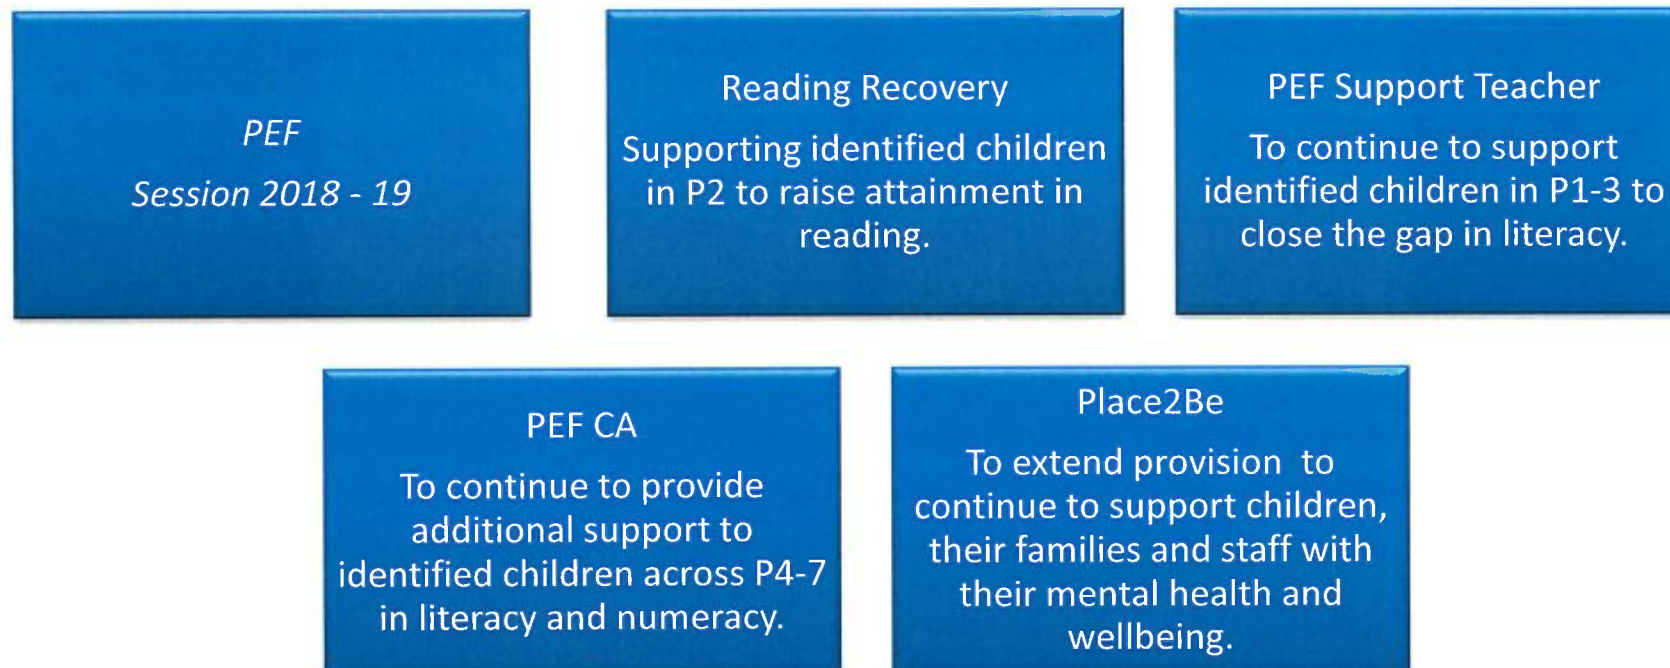 PEF
Session 2018 - 19
Reading Recovery
Supporting identified children
in P2 to raise attainment in
reading.
PEF Support Teacher
To continue to support
identified children in P1-3 to
close the gap in literacy.
PEF CA
To continue to provide
additional support to
identified children across P4-7
in literacy and numeracy.
Place2Be
To extend provision to
continue to support children,
their families and staff with
their mental health and
wellbeing.